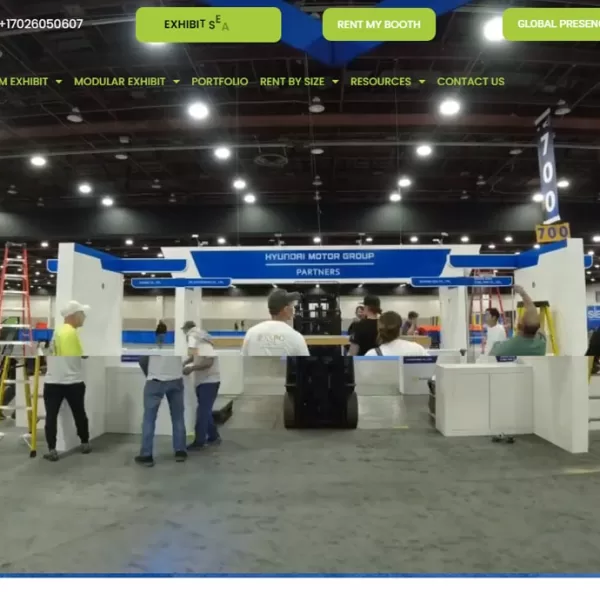 +17026050607
EXHIBIT SEA
RENT MY BOOTH
GLOBAL PRESEN
M EXHIBIT
MODULAR EXHIBIT
PORTFOLIO
RENT BY SIZE
RESOURCES
CONTACT US
700
700
HYUNDAI MOTOR GROUP
PARTNERS